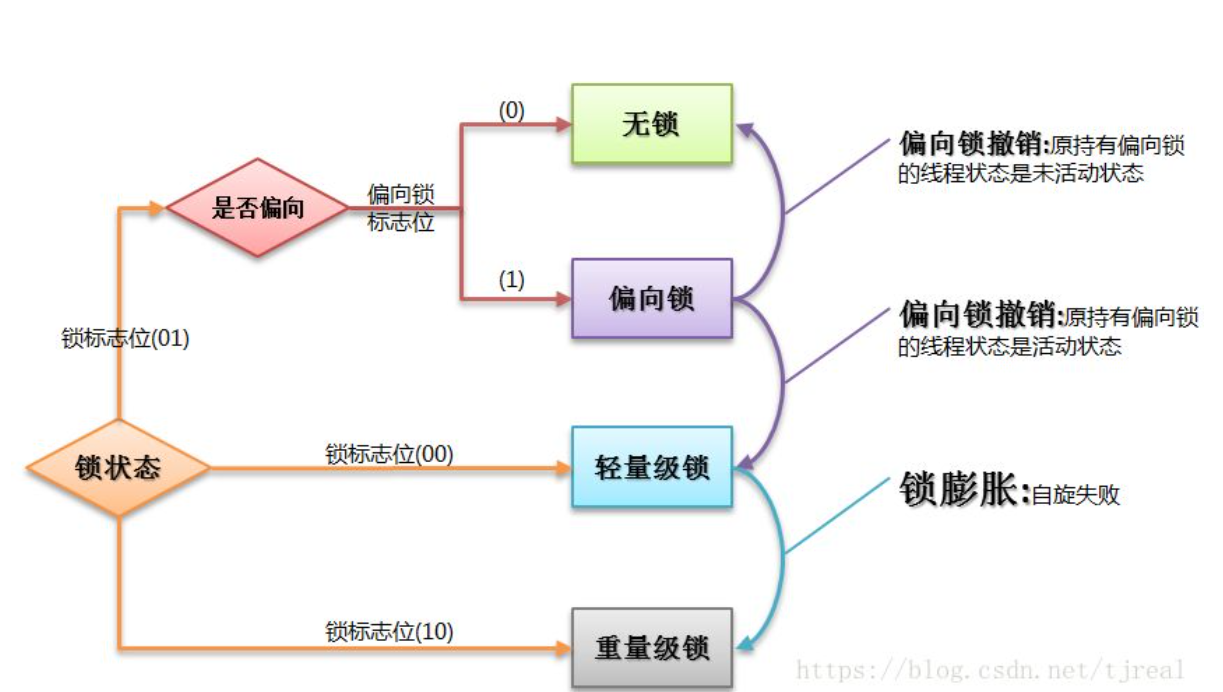 (0)
无锁
偏向锁撤销:原持有偏向锁
的线程状态是未活动状态
是否偏向
偏向锁
标志位
(1)
偏向锁
偏向锁撤销:原持有偏向锁
的线程状态是活动状态
锁标志位(01)
锁状态
锁标志位(00)
轻量级锁
锁膨胀:自旋失败
锁标志位(10)
重量级锁
https://blog.csdn.net/tjreal